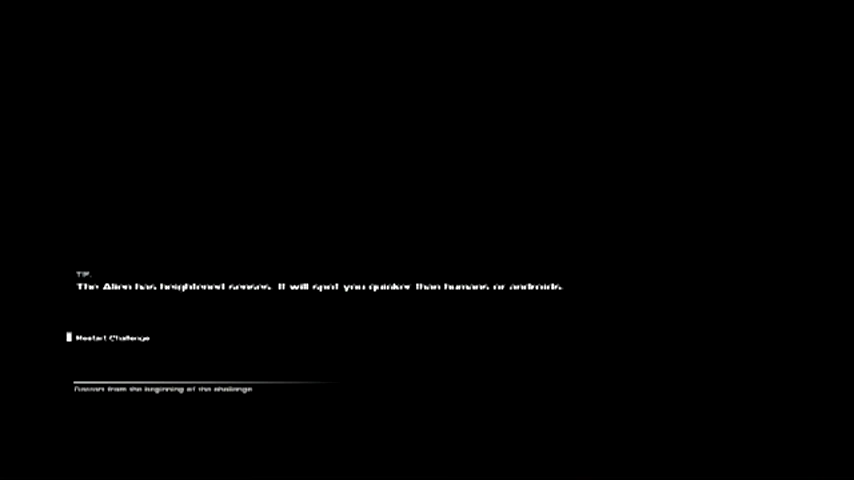 TIP:
The Alien has heightened senses. It will spot you quicker than humans or androids.
Restart Challenge
Restart from the beginning of the challenge